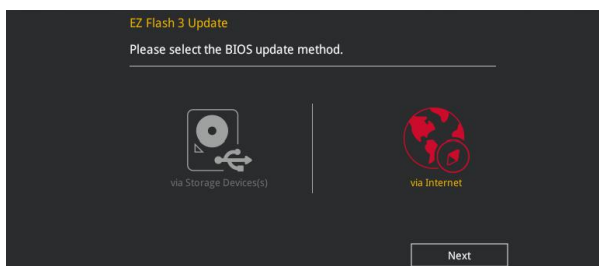 EZ Flash 3 Update
Please select the BIOS update method.
via Storage Devices(s)
via Internet
Next